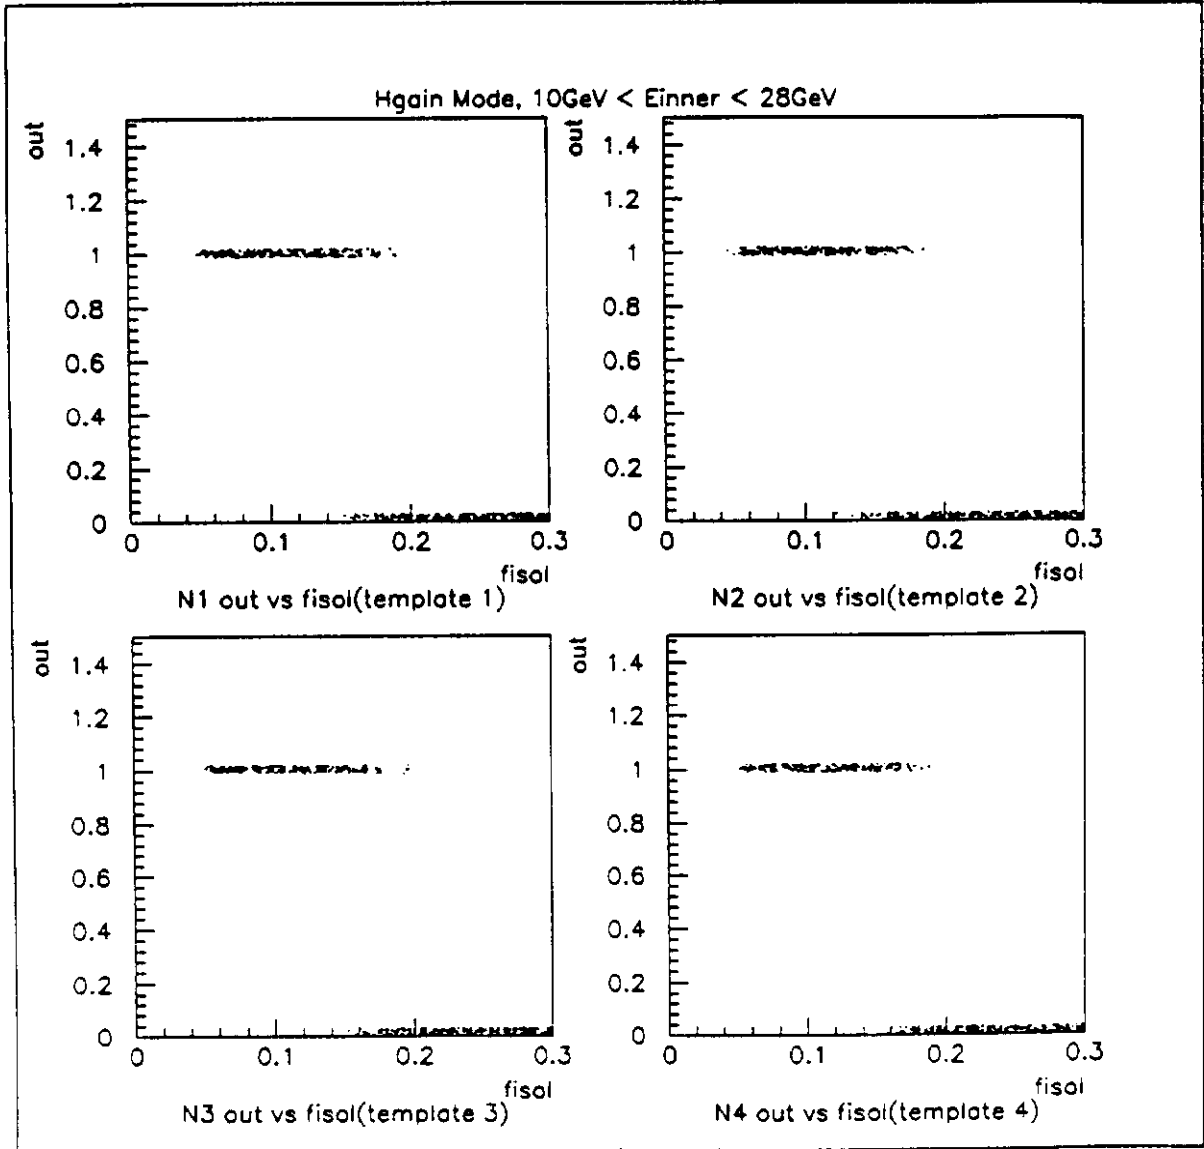 Hgain Mode, 10GeV < Einner < 28GeV
out
1.4
1.2
1
0.8
0.6
0.4
0.2
0
0 0.1 0.2 0.3
fisol
N1 out vs fisol(template 1)
out
1.4
1.2
1
0.8
0.6
0.4
0.2
0
0 0.1 0.2 0.3
fisol
N2 out vs fisol(template 2)
out
1.4
1.2
1
0.8
0.6
0.4
0.2
0
0 0.1 0.2 0.3
fisol
N3 out vs fisol(template 3)
out
1.4
1.2
1
0.8
0.6
0.4
0.2
0
0 0.1 0.2 0.3
fisol
N4 out vs fisol(template 4)